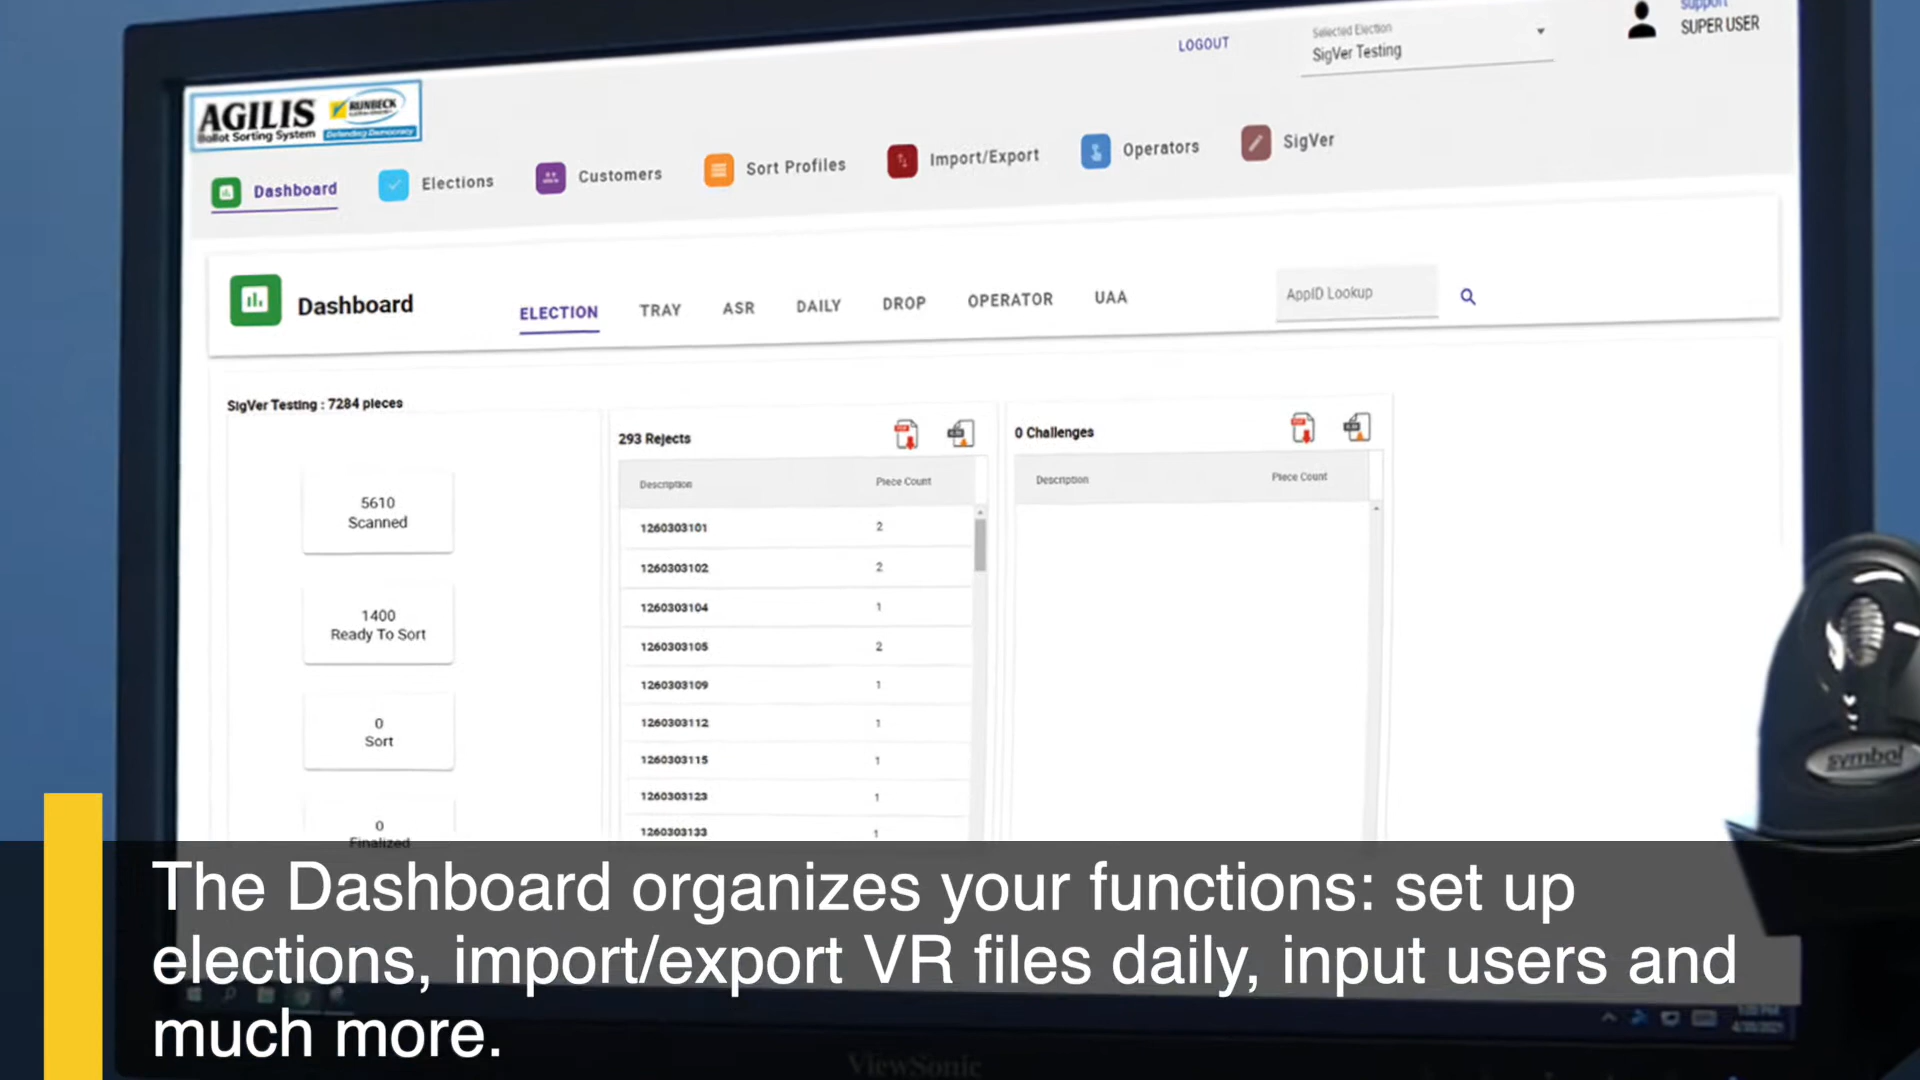 support
LOGOUT
Selected Election
SigVer Testing
SUPER USER
AGILIS
Ballot Sorting System
RUNBECK
Defending Democracy
Dashboard
Elections
Customers
Sort Profiles
Import/Export
Operators
SigVer
Dashboard
ELECTION
TRAY
ASR
DAILY
DROP
OPERATOR
UAA
AppID Lookup
SigVer Testing : 7284 pieces
5610
Scanned
1400
Ready To Sort
0
Sort
0
Finalized
293 Rejects
Description Piece Count
1260303101 2
1260303102 2
1260303104 1
1260303105 2
1260303109 1
1260303112 1
1260303115 1
1260303123 1
1260303133 1
0 Challenges
Description Piece Count
symbol
The Dashboard organizes your functions: set up
elections, import/export VR files daily, input users and
much more.
ViewSonic